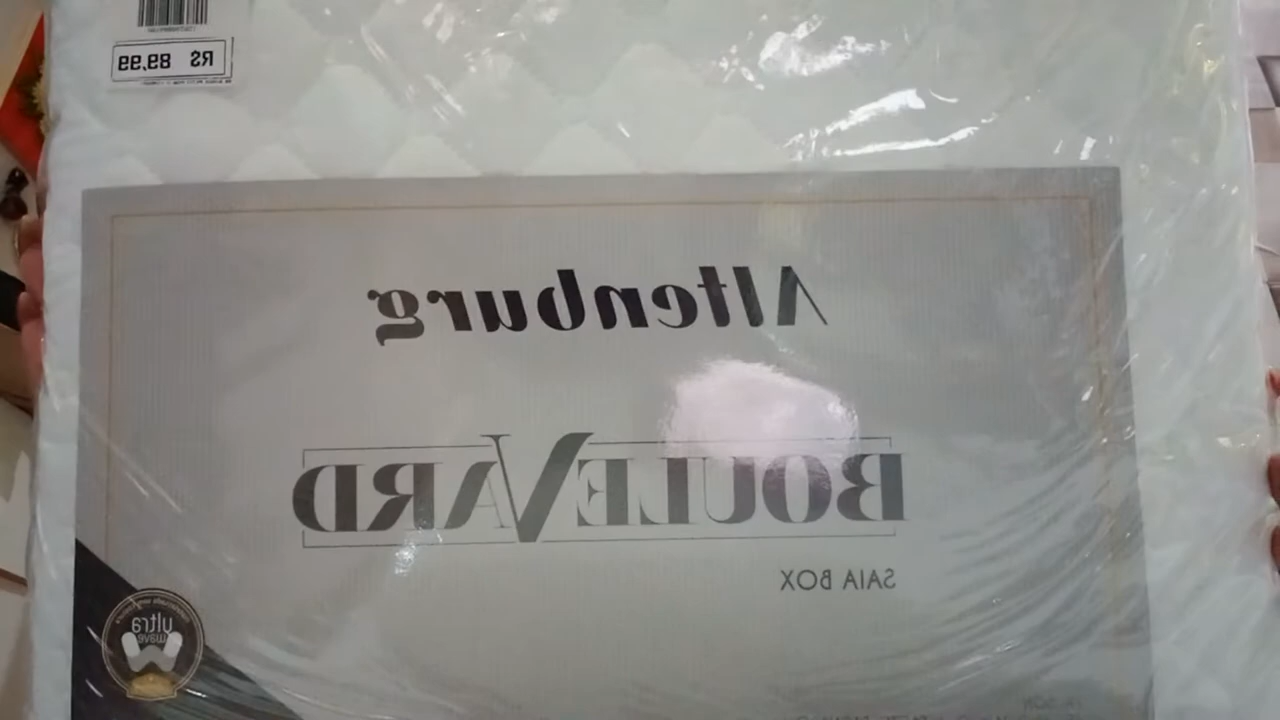 R$ 89,99
Altenburg
BOULEVARD
SAIA BOX
ultra
wave